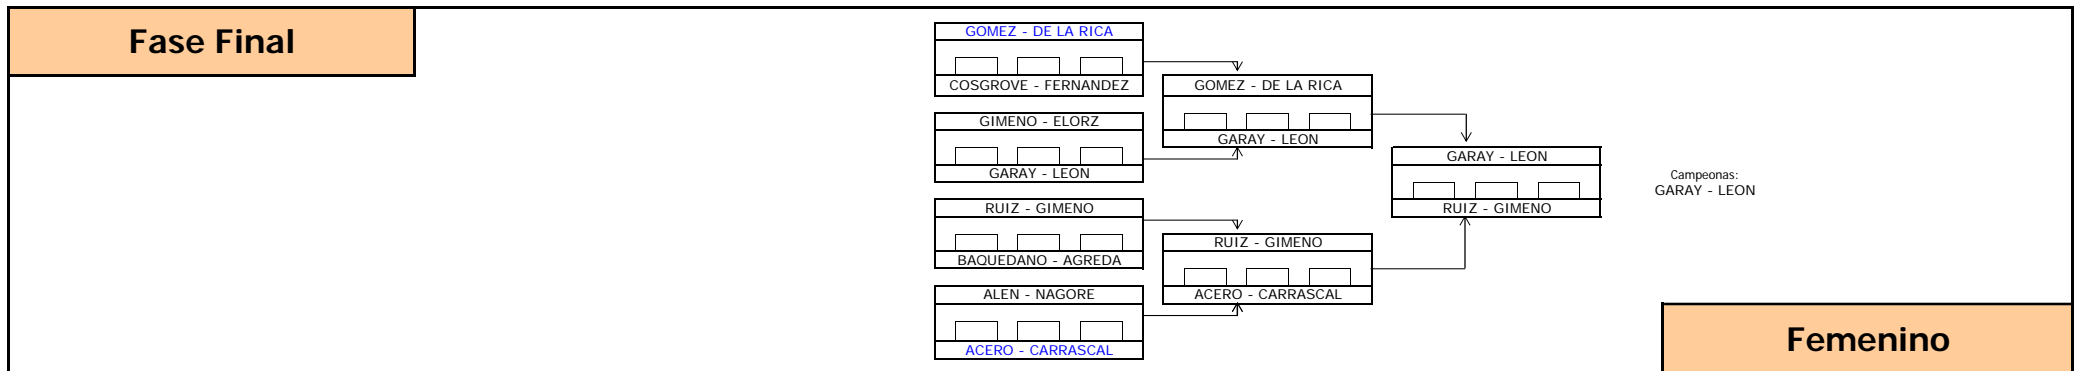 Fase Final
GOMEZ - DE LA RICA
COSGROVE - FERNANDEZ
GIMENO - ELORZ
GARAY - LEON
RUIZ - GIMENO
BAQUEDANO - AGREDA
ALEN - NAGORE
ACERO - CARRASCAL
GOMEZ - DE LA RICA
GARAY - LEON
RUIZ - GIMENO
ACERO - CARRASCAL
GARAY - LEON
RUIZ - GIMENO
Campeonas:
GARAY - LEON
Femenino